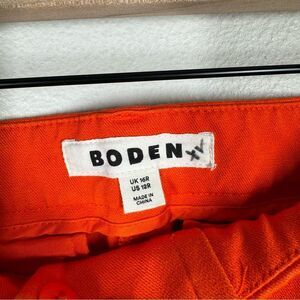 BODEN
UK 16R
US 12R
MADE IN
CHINA